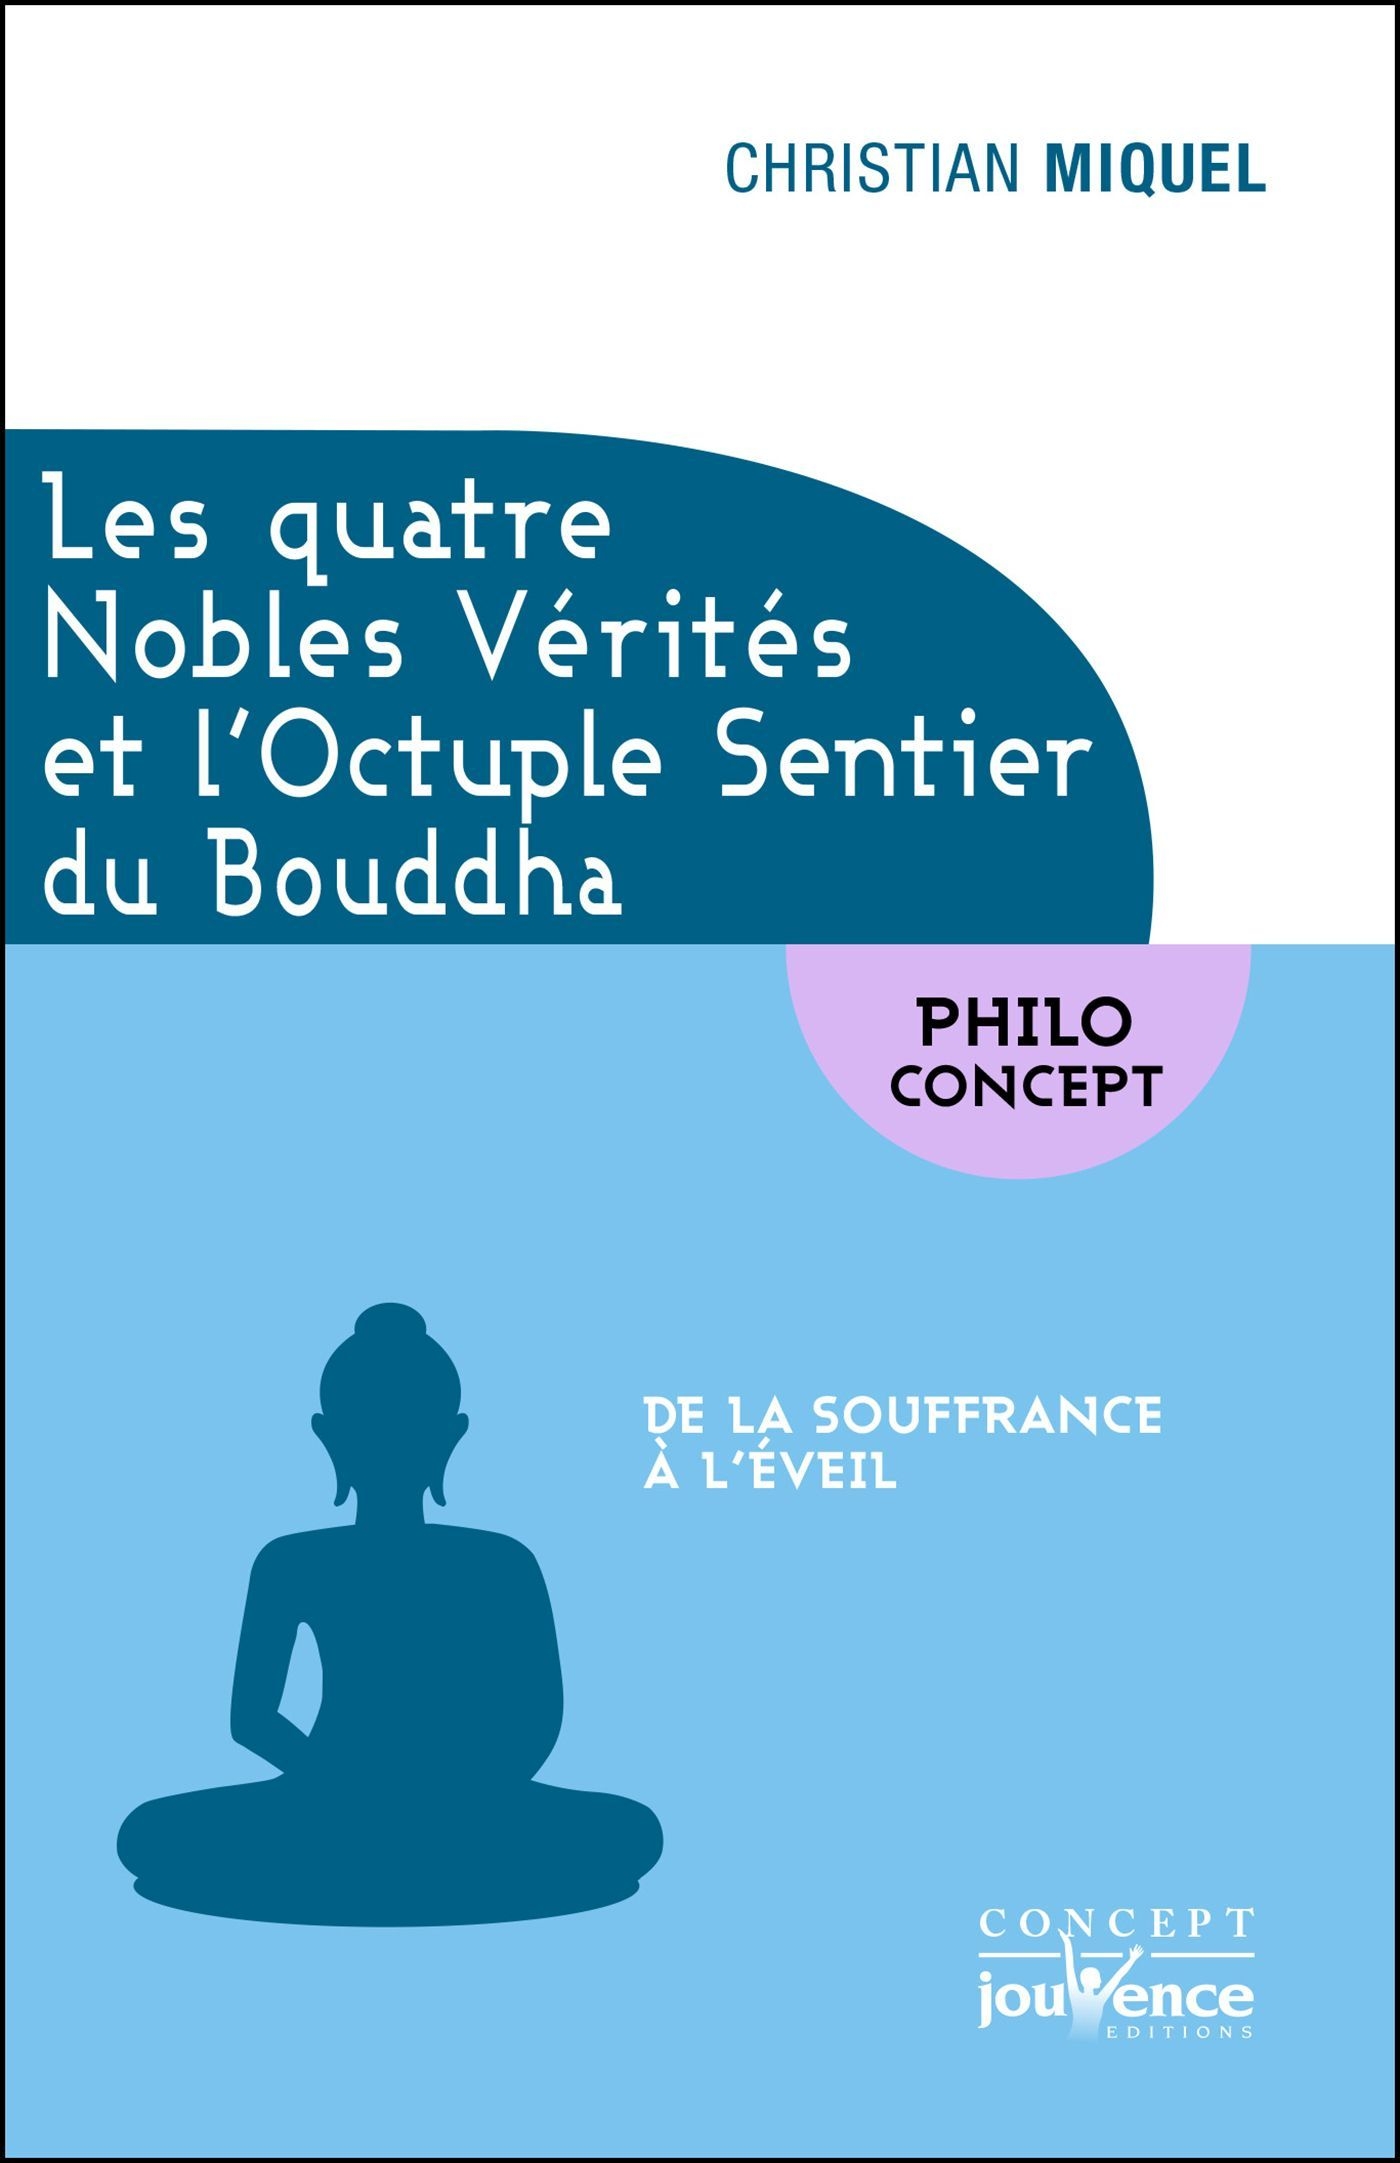 CHRISTIAN MIQUEL
Les quatre
Nobles Vérités
et l'Octuple Sentier
du Bouddha
PHILO
CONCEPT
DE LA SOUFFRANCE
À L'ÉVEIL
CONCEPT
jouvence
EDITIONS